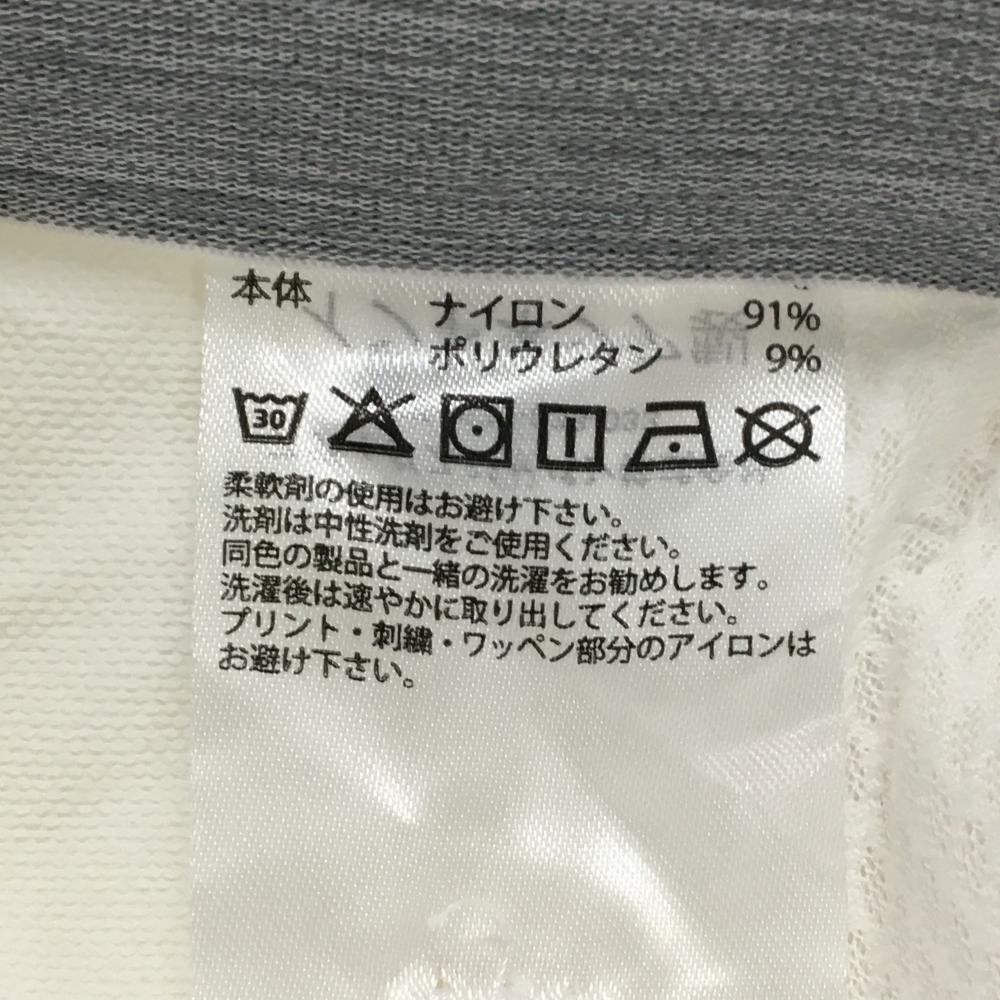 本体
ナイロン 91%
ポリウレタン 9%
30
柔軟剤の使用はお避け下さい。
洗剤は中性洗剤をご使用ください。
同色の製品と一緒の洗濯をお勧めします。
洗濯後は速やかに取り出してください。
プリント・刺繍・ワッペン部分のアイロンは
お避け下さい。